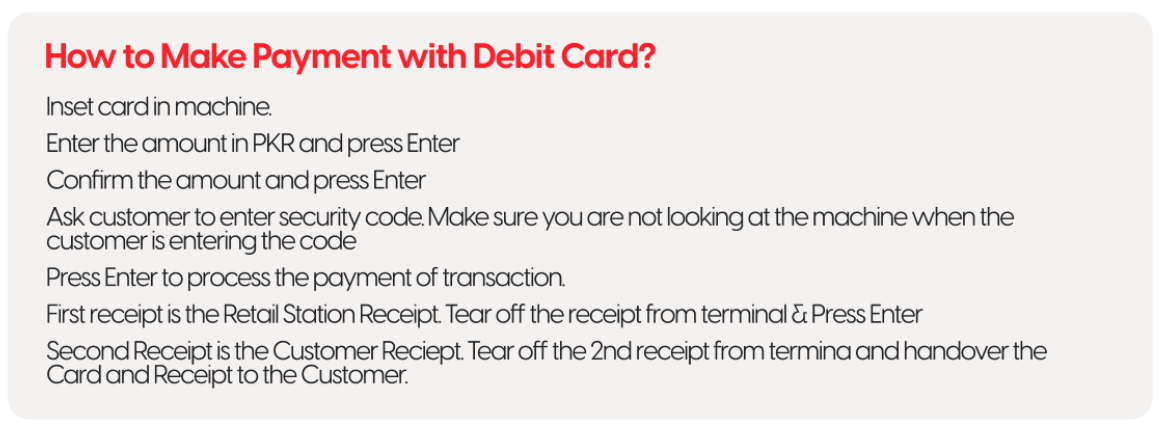 How to Make Payment with Debit Card?
Inset card in machine.
Enter the amount in PKR and press Enter
Confirm the amount and press Enter
Ask customer to enter security code. Make sure you are not looking at the machine when the
customer is entering the code
Press Enter to process the payment of transaction.
First receipt is the Retail Station Receipt. Tear off the receipt from terminal & Press Enter
Second Receipt is the Customer Reciept. Tear off the 2nd receipt from termina and handover the
Card and Receipt to the Customer.